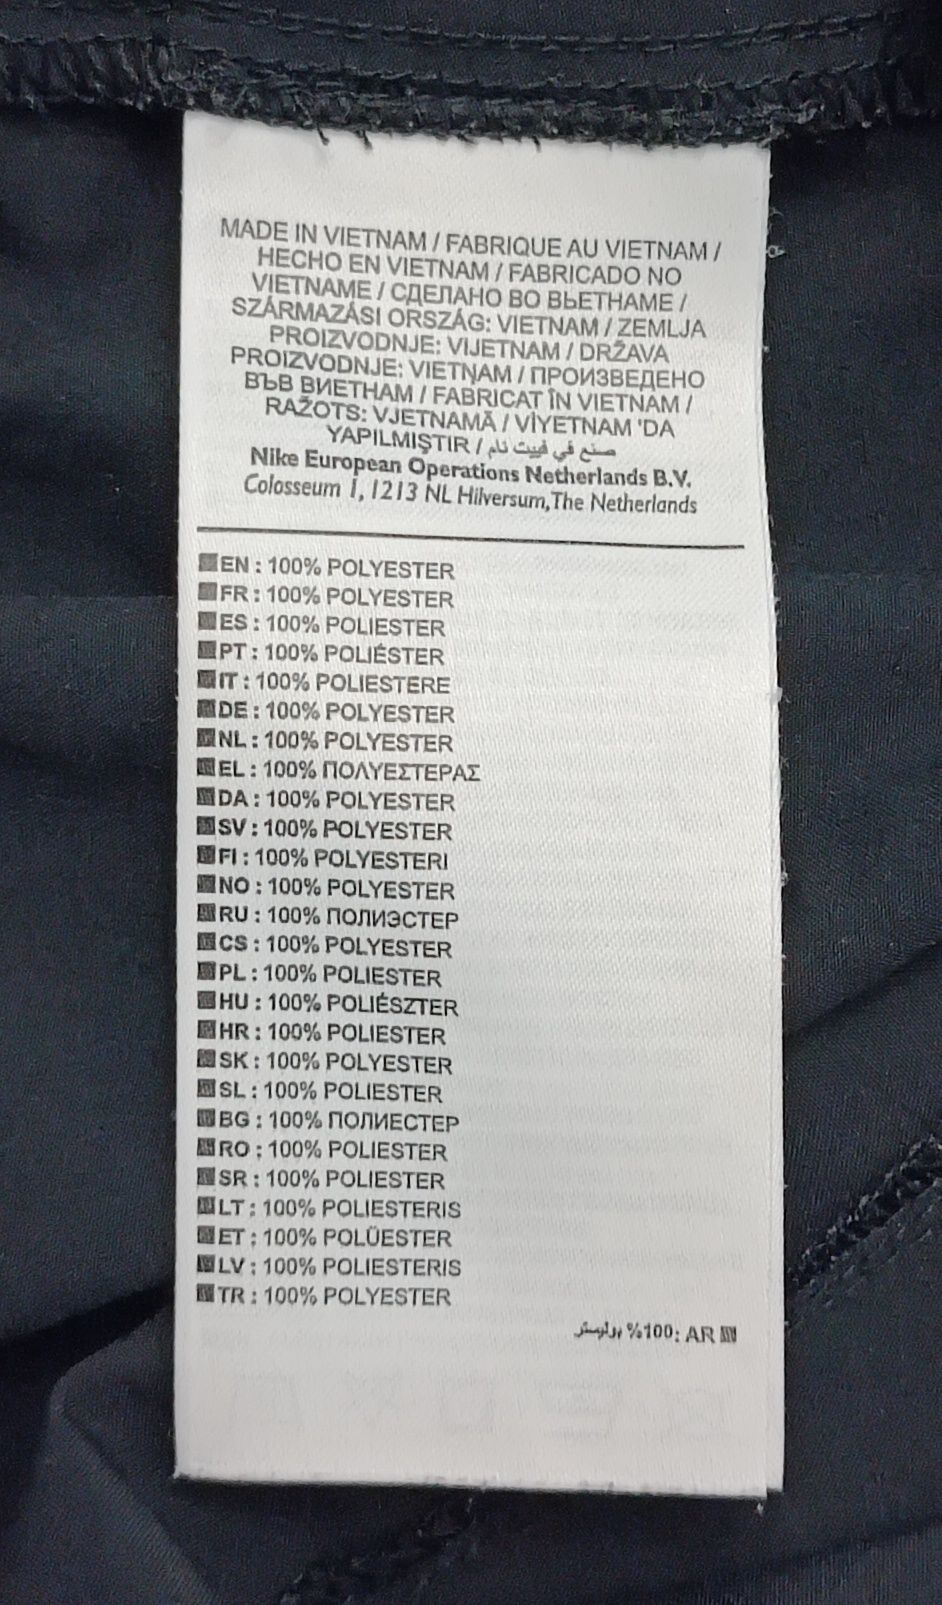 MADE IN VIETNAM / FABRIQUE AU VIETNAM /
HECHO EN VIETNAM / FABRICADO NO
VIETNAME / СДЕЛАНО ВО ВЬЕТНАМЕ /
SZÁRMAZÁSI ORSZÁG: VIETNAM / ZEMLJA
PROIZVODNJE: VIJETNAM / DRŽAVA
PROIZVODNJE: VIETNAM / ПРОИЗВЕДЕНО
ВЪВ ВИЕТНАМ / FABRICAT ÎN VIETNAM /
RAŽOTS: VJETNAMĀ / VİYETNAM 'DA
YAPILMIŞTIR / صنع في فييت نام
Nike European Operations Netherlands B.V.
Colosseum 1, 1213 NL Hilversum, The Netherlands
EN : 100% POLYESTER
FR : 100% POLYESTER
ES : 100% POLIESTER
PT : 100% POLIÉSTER
IT : 100% POLIESTERE
DE : 100% POLYESTER
NL : 100% POLYESTER
EL : 100% ΠΟΛΥΕΣΤΕΡΑΣ
DA : 100% POLYESTER
SV : 100% POLYESTER
FI : 100% POLYESTERI
NO : 100% POLYESTER
RU : 100% ПОЛИЭСТЕР
CS : 100% POLYESTER
PL : 100% POLIESTER
HU : 100% POLIÉSZTER
HR : 100% POLIESTER
SK : 100% POLYESTER
SL : 100% POLIESTER
BG : 100% ПОЛИЕСТЕР
RO : 100% POLIESTER
SR : 100% POLIESTER
LT : 100% POLIESTERIS
ET : 100% POLÜESTER
LV : 100% POLIESTERIS
TR : 100% POLYESTER
AR :100% بوليستر